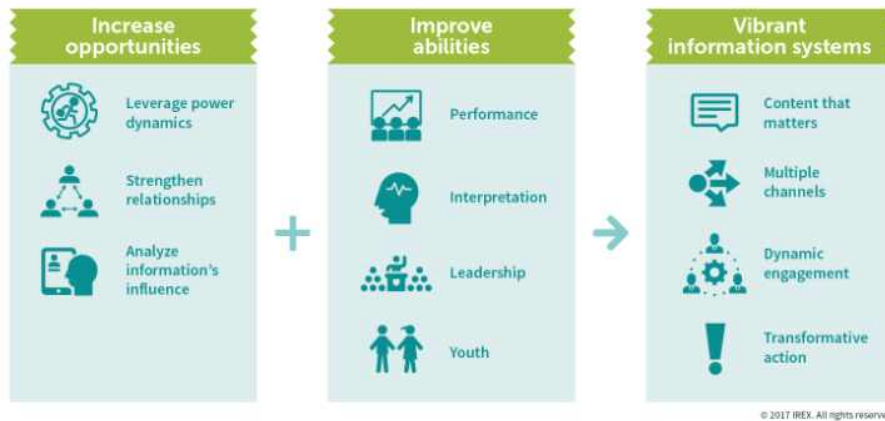 Increase
opportunities
Leverage power
dynamics
Strengthen
relationships
Analyze
information's
influence
+
Improve
abilities
Performance
Interpretation
Leadership
Youth
Vibrant
information systems
Content that
matters
Multiple
channels
Dynamic
engagement
Transformative
action
© 2017 IREX. All rights reserve